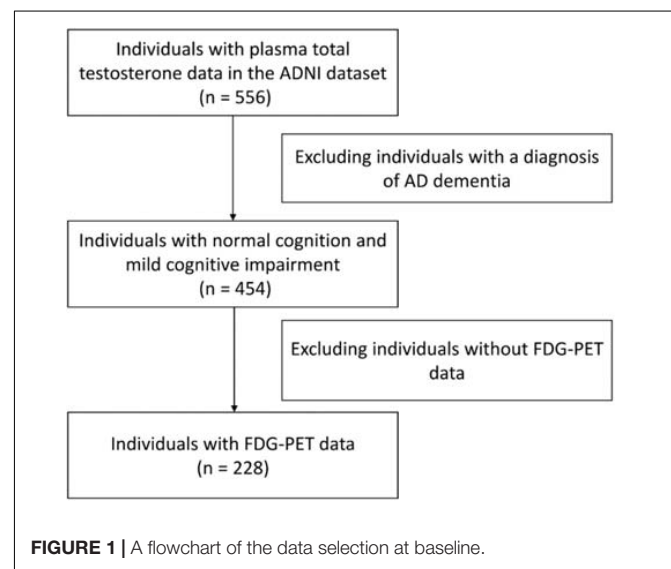 Individuals with plasma total
testosterone data in the ADNI dataset
(n = 556)
Excluding individuals with a diagnosis
of AD dementia
Individuals with normal cognition and
mild cognitive impairment
(n = 454)
Excluding individuals without FDG-PET
data
Individuals with FDG-PET data
(n = 228)
FIGURE 1 | A flowchart of the data selection at baseline.